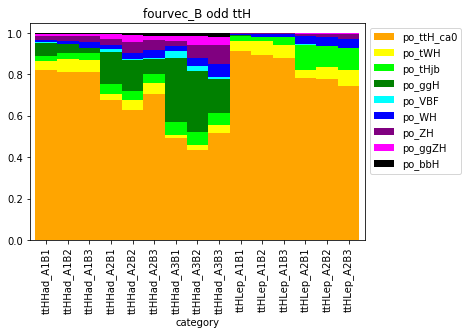 fourvec_B odd ttH
1.0
0.8
0.6
0.4
0.2
0.0
ttHHad_A1B1
ttHHad_A1B2
ttHHad_A1B3
ttHHad_A2B1
ttHHad_A2B2
ttHHad_A2B3
ttHHad_A3B1
ttHHad_A3B2
ttHHad_A3B3
ttHLep_A1B1
ttHLep_A1B2
ttHLep_A1B3
ttHLep_A2B1
ttHLep_A2B2
ttHLep_A2B3
category
po_ttH_ca0
po_tWH
po_tHjb
po_ggH
po_VBF
po_WH
po_ZH
po_ggZH
po_bbH